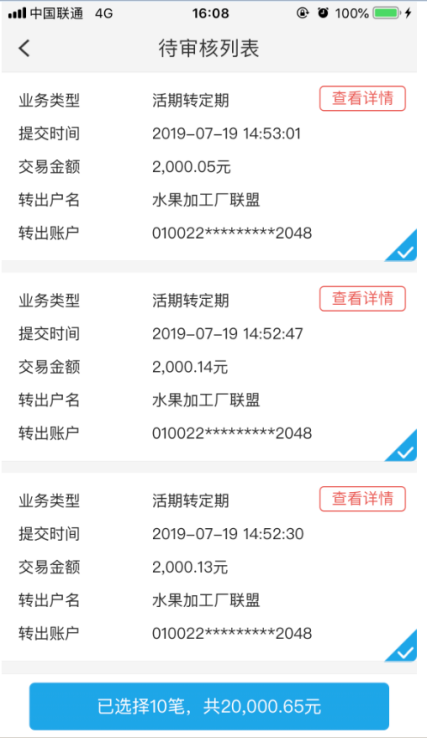 中国联通 4G 16:08 100%
待审核列表
业务类型 活期转定期 查看详情
提交时间 2019-07-19 14:53:01
交易金额 2,000.05元
转出户名 水果加工厂联盟
转出账户 010022*********2048
业务类型 活期转定期 查看详情
提交时间 2019-07-19 14:52:47
交易金额 2,000.14元
转出户名 水果加工厂联盟
转出账户 010022*********2048
业务类型 活期转定期 查看详情
提交时间 2019-07-19 14:52:30
交易金额 2,000.13元
转出户名 水果加工厂联盟
转出账户 010022*********2048
已选择10笔，共20,000.65元